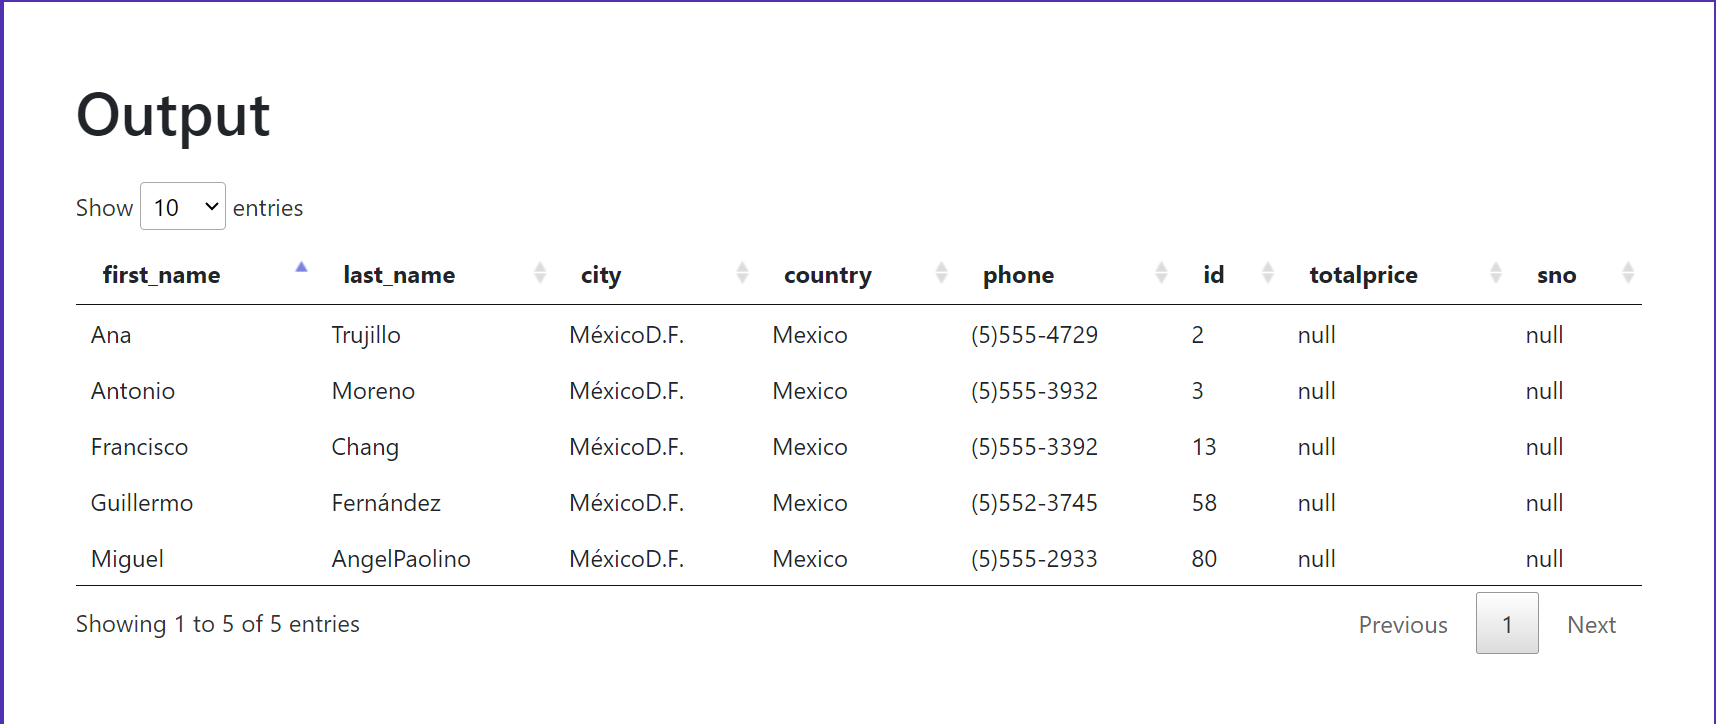 Output
Show 10 entries
first_name last_name city country phone id totalprice sno
Ana Trujillo MéxicoD.F. Mexico (5)555-4729 2 null null
Antonio Moreno MéxicoD.F. Mexico (5)555-3932 3 null null
Francisco Chang MéxicoD.F. Mexico (5)555-3392 13 null null
Guillermo Fernández MéxicoD.F. Mexico (5)552-3745 58 null null
Miguel AngelPaolino MéxicoD.F. Mexico (5)555-2933 80 null null
Showing 1 to 5 of 5 entries Previous 1 Next